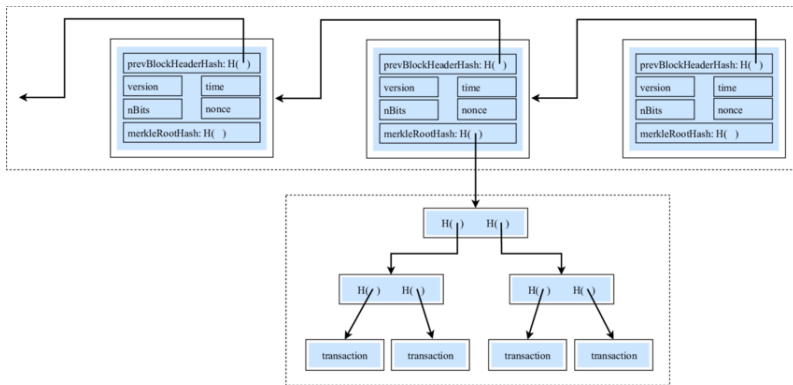 prevBlockHeaderHash: H( )
version time
nBits nonce
merkleRootHash: H( )
prevBlockHeaderHash: H( )
version time
nBits nonce
merkleRootHash: H( )
prevBlockHeaderHash: H( )
version time
nBits nonce
merkleRootHash: H( )
H( ) H( )
H( ) H( )
H( ) H( )
transaction
transaction
transaction
transaction